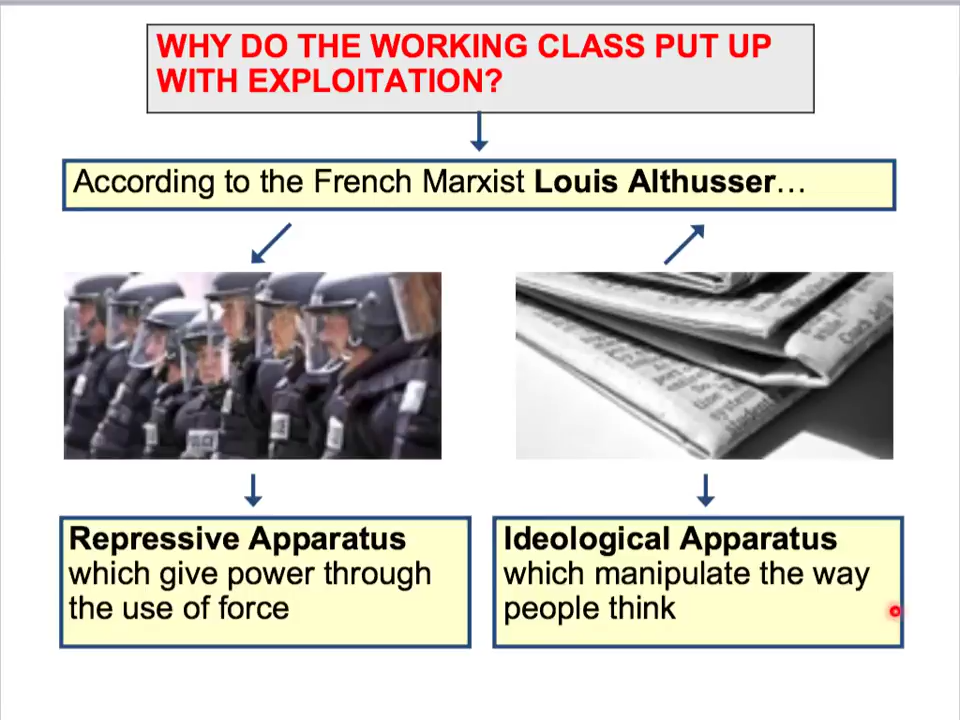 WHY DO THE WORKING CLASS PUT UP
WITH EXPLOITATION?
According to the French Marxist Louis Althusser…
Repressive Apparatus
which give power through
the use of force
Ideological Apparatus
which manipulate the way
people think